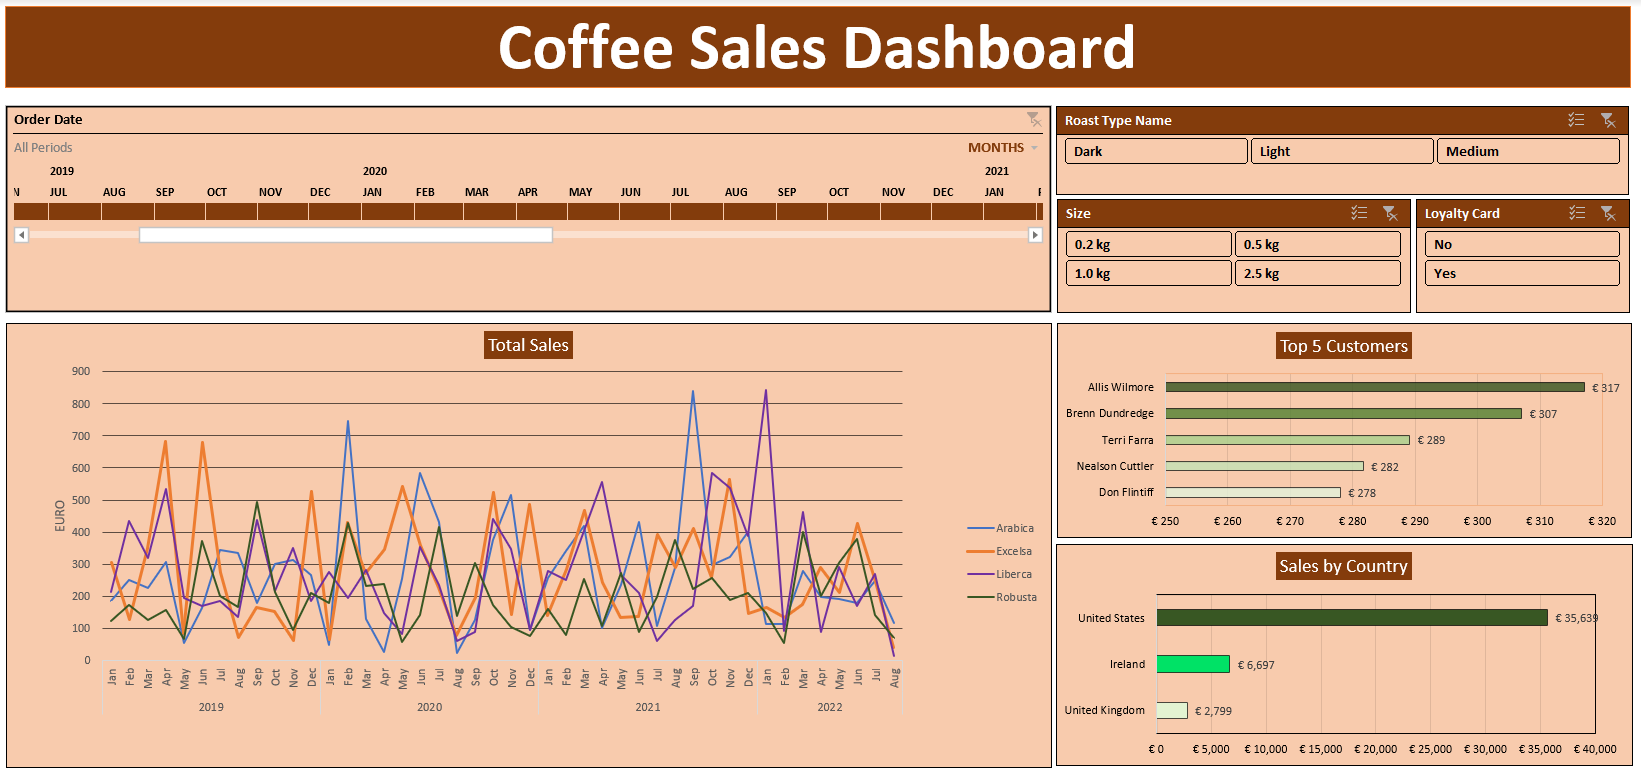 Coffee Sales Dashboard
Order Date
All Periods
MONTHS
2019 2020 2021
N JUL AUG SEP OCT NOV DEC JAN FEB MAR APR MAY JUN JUL AUG SEP OCT NOV DEC JAN F
Roast Type Name
Dark Light Medium
Size
0.2 kg 0.5 kg
1.0 kg 2.5 kg
Loyalty Card
No
Yes
Total Sales
900
800
700
600
500
400
300
200
100
0
EURO
Jan Feb Mar Apr May Jun Jul Aug Sep Oct Nov Dec Jan Feb Mar Apr May Jun Jul Aug Sep Oct Nov Dec Jan Feb Mar Apr May Jun Jul Aug Sep Oct Nov Dec Jan Feb Mar Apr May Jun Jul Aug
2019 2020 2021 2022
Arabica
Excelsa
Liberca
Robusta
Top 5 Customers
Allis Wilmore € 317
Brenn Dundredge € 307
Terri Farra € 289
Nealson Cuttler € 282
Don Flintiff € 278
€ 250 € 260 € 270 € 280 € 290 € 300 € 310 € 320
Sales by Country
United States € 35,639
Ireland € 6,697
United Kingdom € 2,799
€ 0 € 5,000 € 10,000 € 15,000 € 20,000 € 25,000 € 30,000 € 35,000 € 40,000